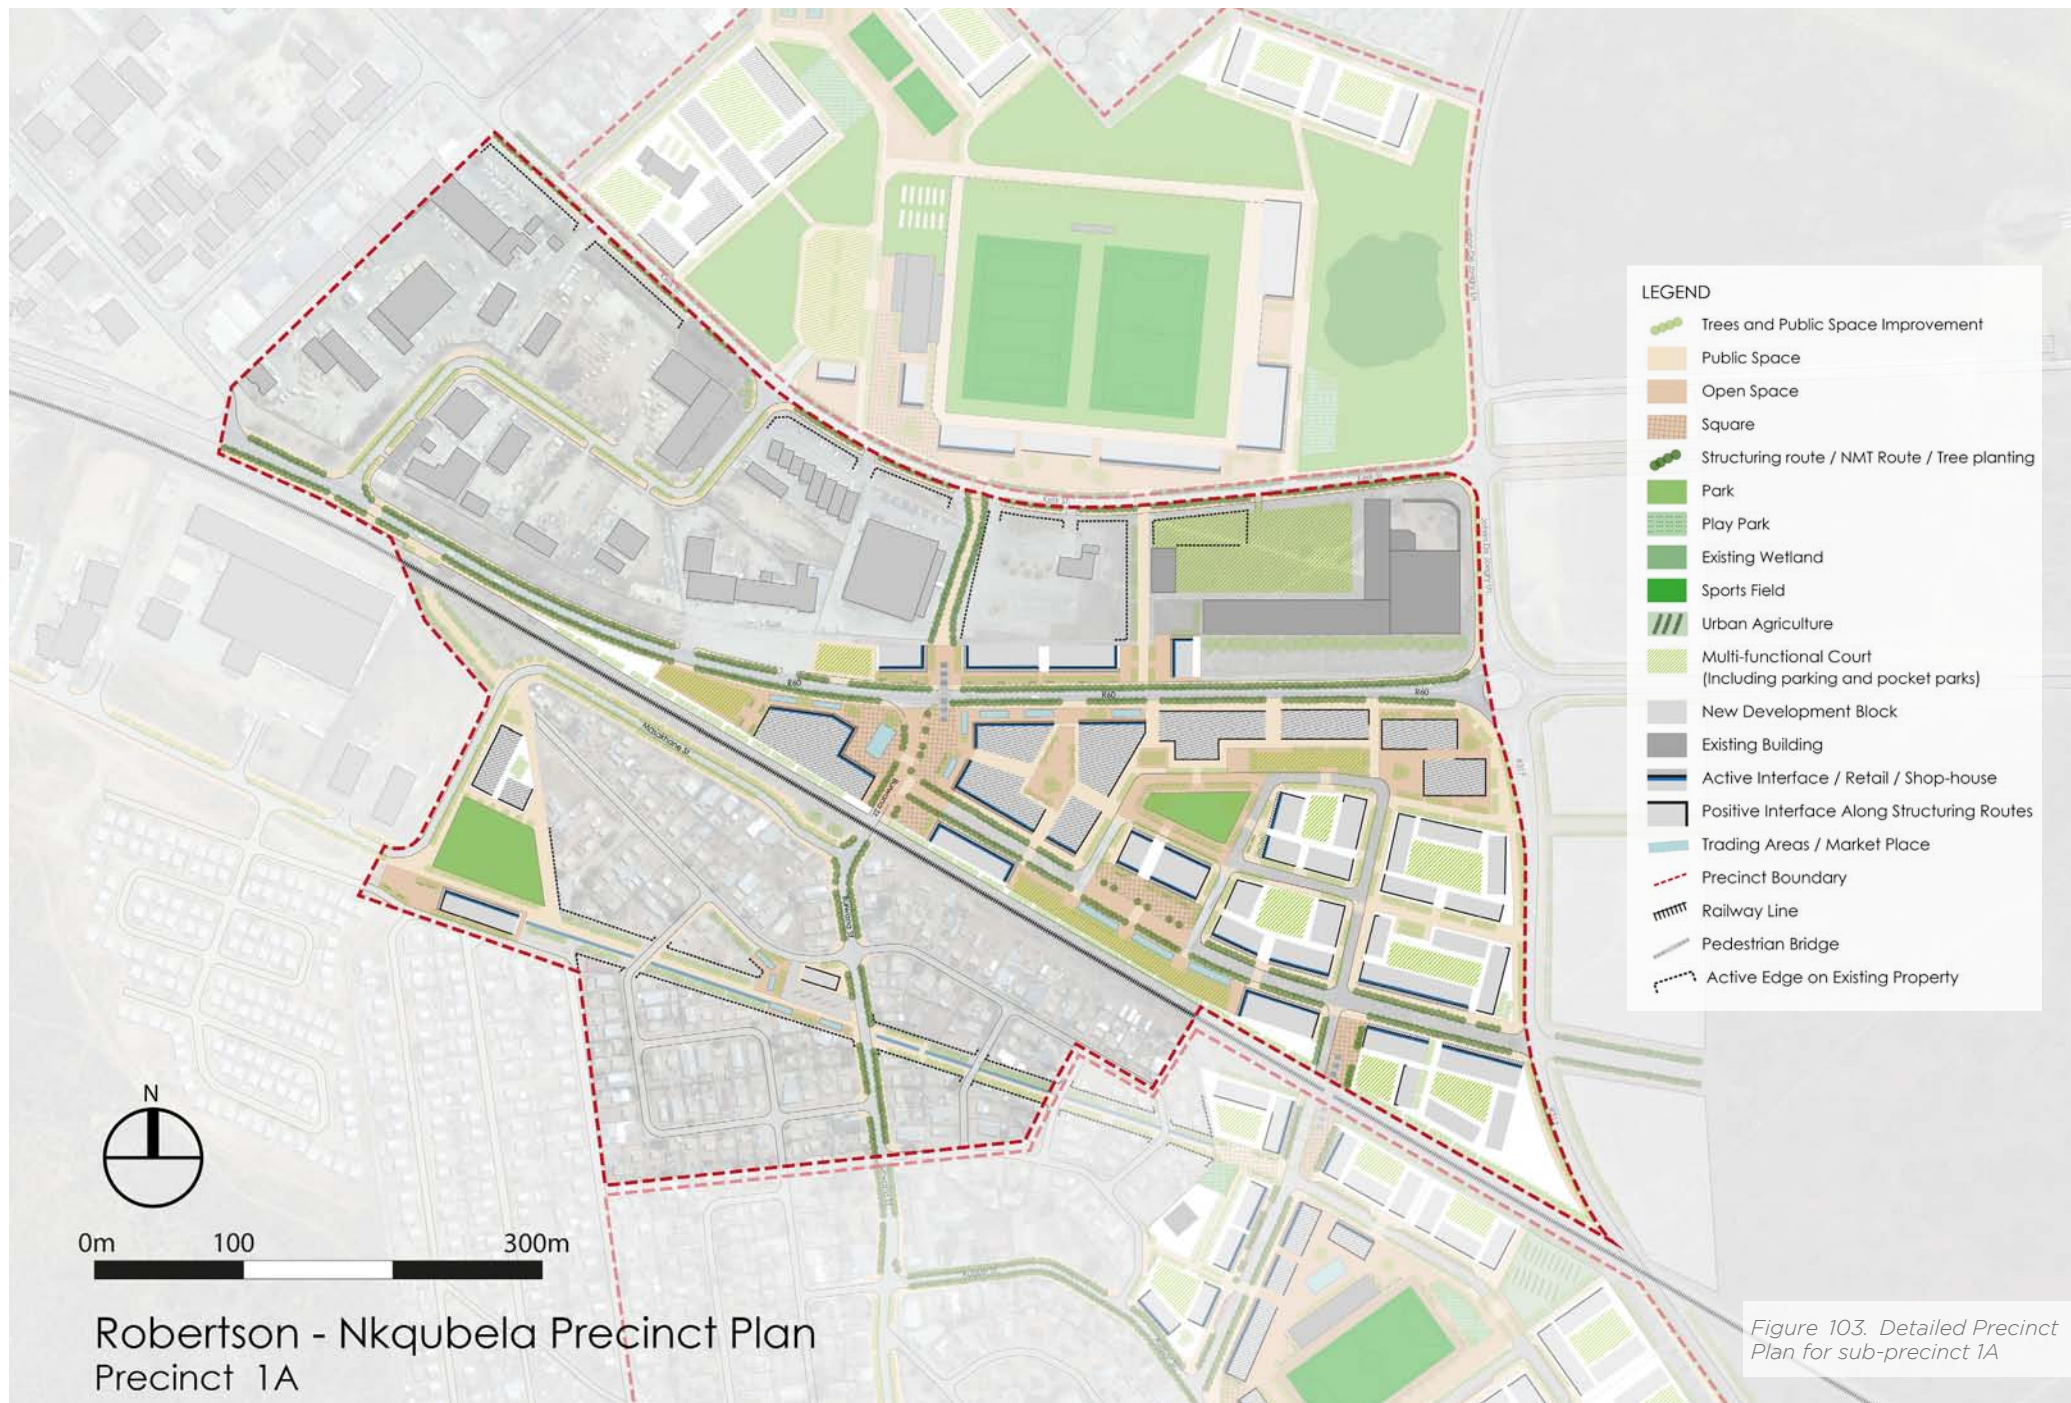 LEGEND
Trees and Public Space Improvement
Public Space
Open Space
Square
Structuring route / NMT Route / Tree planting
Park
Play Park
Existing Wetland
Sports Field
Urban Agriculture
Multi-functional Court
(Including parking and pocket parks)
New Development Block
Existing Building
Active Interface / Retail / Shop-house
Positive Interface Along Structuring Routes
Trading Areas / Market Place
Precinct Boundary
Railway Line
Pedestrian Bridge
Active Edge on Existing Property
R60
R60
R60
Masakhane St
N
0m 100 300m
Robertson - Nkqubela Precinct Plan
Precinct 1A
Figure 103. Detailed Precinct
Plan for sub-precinct 1A